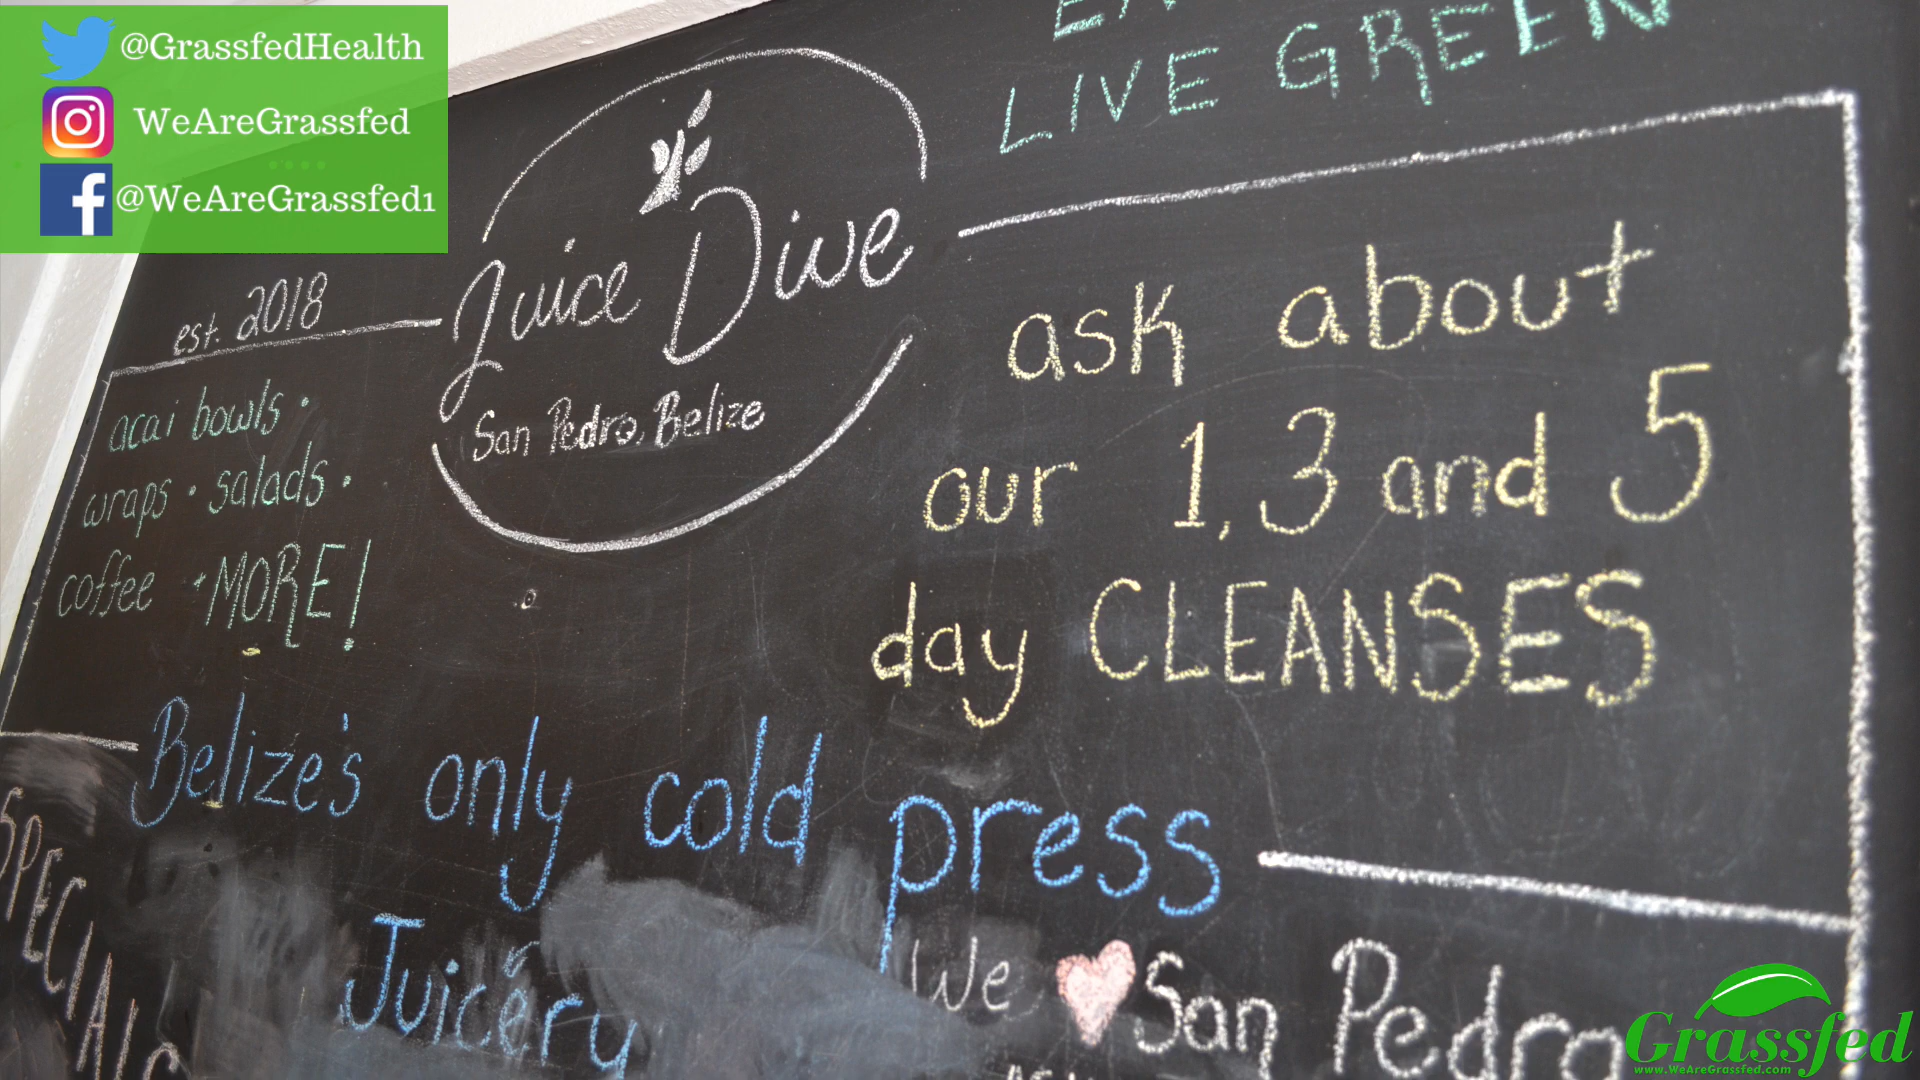 @GrassfedHealth
WeAreGrassfed
@WeAreGrassfed1
LIVE GREEN
est. 2018
Juice Dive
San Pedro, Belize
acai bowls •
wraps • salads •
coffee + MORE!
ask about
our 1, 3 and 5
day CLEANSES
Belize's only cold press
Juicery
We ❤ San Pedro
SPECIALS
Grassfed
www.WeAreGrassfed.com